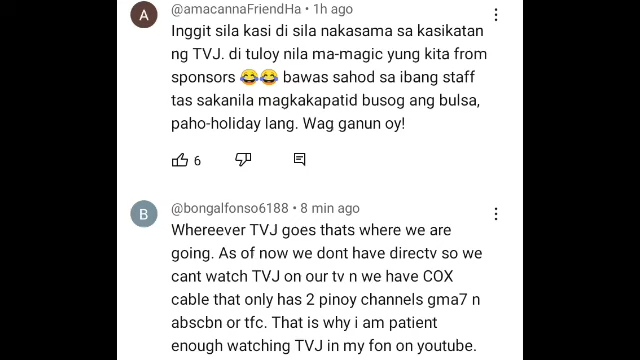 A
@amacannaFriendHa • 1h ago
Inggit sila kasi di sila nakasama sa kasikatan
ng TVJ. di tuloy nila ma-magic yung kita from
sponsors 😂😂 bawas sahod sa ibang staff
tas sakanila magkakapatid busog ang bulsa,
paho-holiday lang. Wag ganun oy!
6
B
@bongalfonso6188 • 8 min ago
Whereever TVJ goes thats where we are
going. As of now we dont have directv so we
cant watch TVJ on our tv n we have COX
cable that only has 2 pinoy channels gma7 n
abscbn or tfc. That is why i am patient
enough watching TVJ in my fon on youtube.